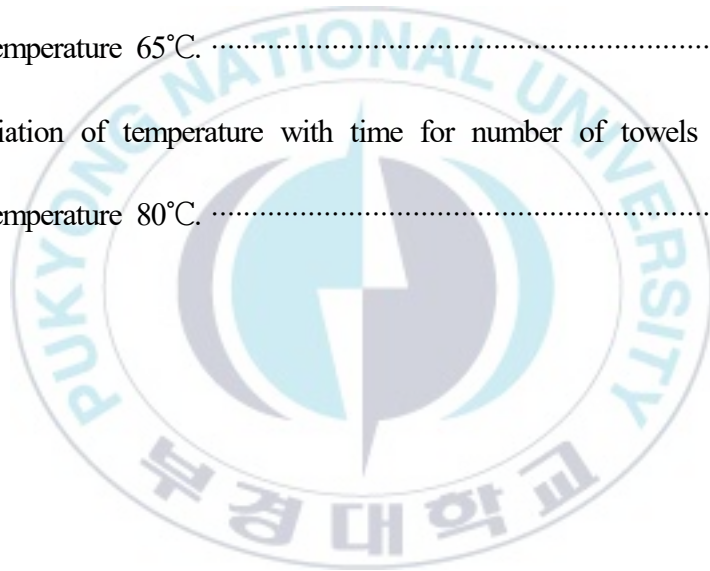 emperature 65℃. ········································································
iation of temperature with time for number of towels
emperature 80℃. ········································································
PUKYONG NATIONAL UNIVERSITY
부경대학교